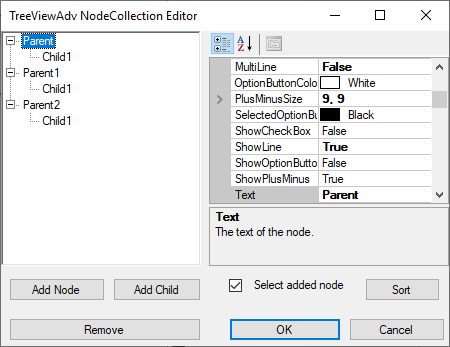 TreeViewAdv NodeCollection Editor
Parent
Child1
Parent1
Child1
Parent2
Child1
A
Z
MultiLine False
OptionButtonColo White
PlusMinusSize 9, 9
SelectedOptionBu Black
ShowCheckBox False
ShowLine True
ShowOptionButto False
ShowPlusMinus True
Text Parent
Text
The text of the node.
Add Node Add Child Select added node Sort
Remove OK Cancel